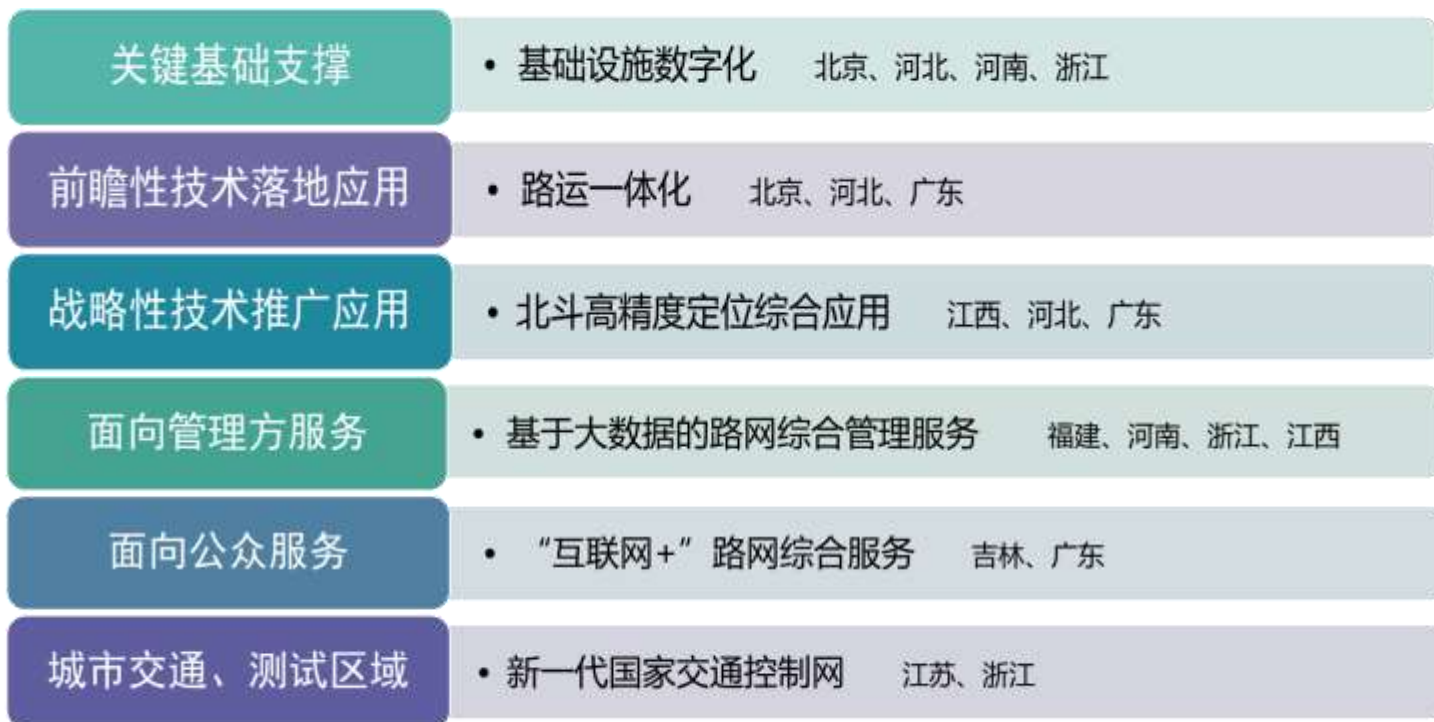 关键基础支撑
• 基础设施数字化 北京、河北、河南、浙江
前瞻性技术落地应用
• 路运一体化 北京、河北、广东
战略性技术推广应用
• 北斗高精度定位综合应用 江西、河北、广东
面向管理方服务
• 基于大数据的路网综合管理服务 福建、河南、浙江、江西
面向公众服务
• “互联网+”路网综合服务 吉林、广东
城市交通、测试区域
• 新一代国家交通控制网 江苏、浙江